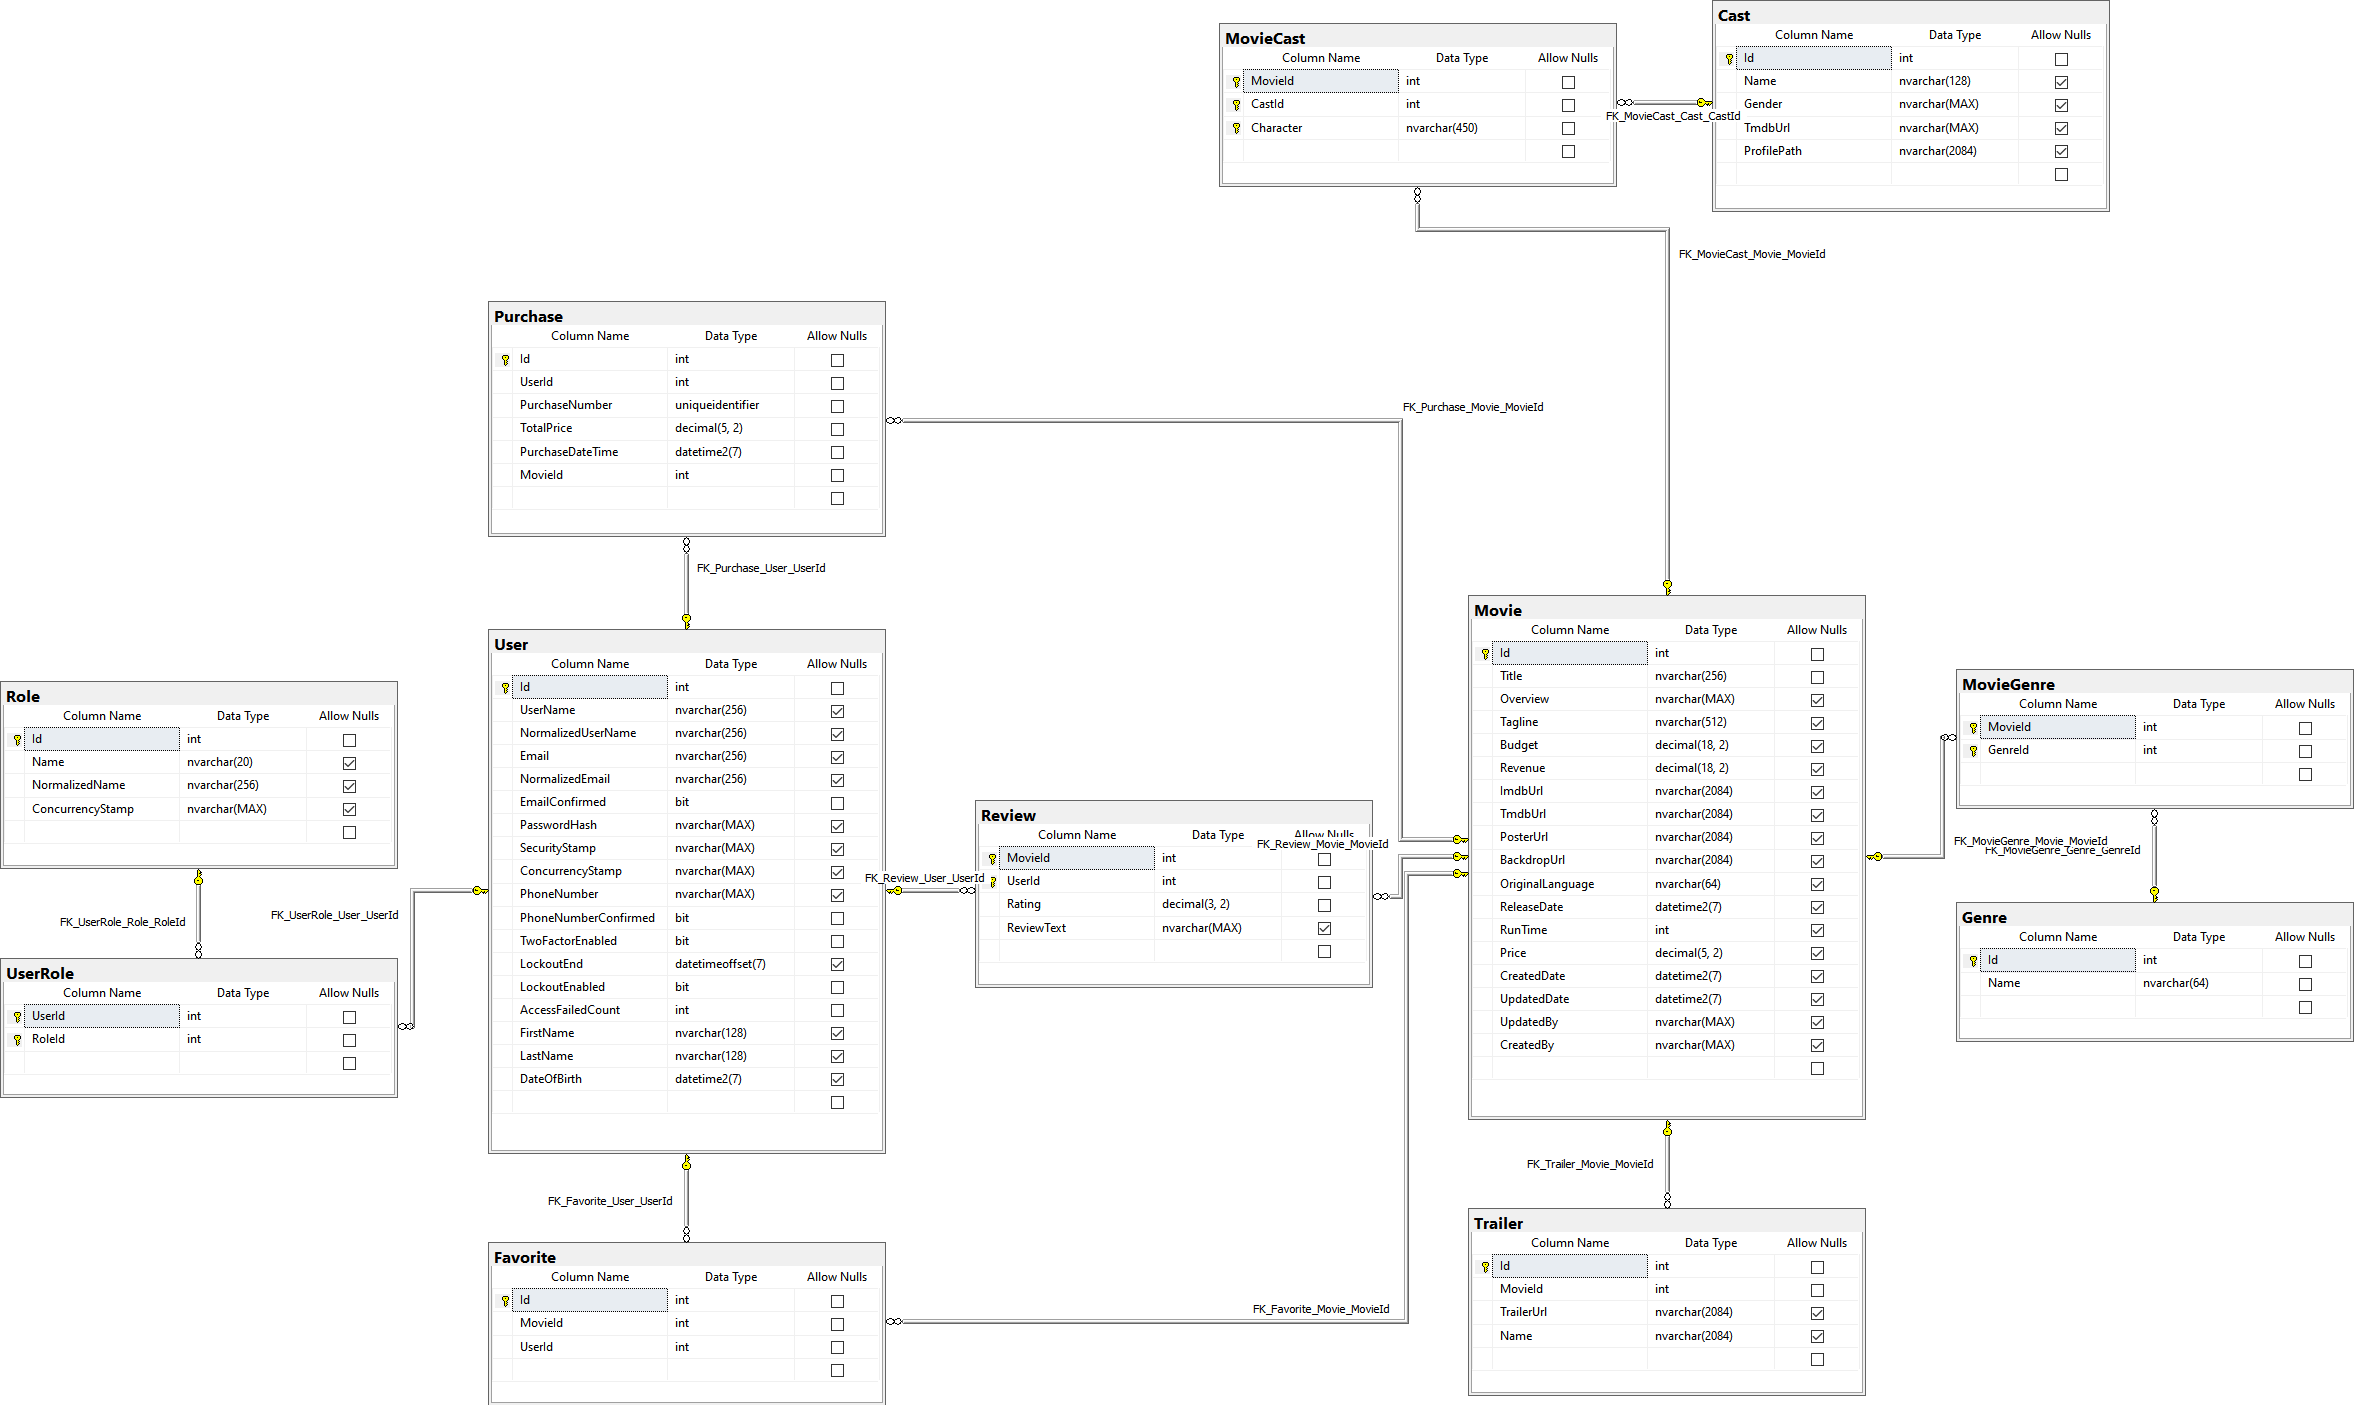 Cast
Column Name Data Type Allow Nulls
Id int
Name nvarchar(128)
Gender nvarchar(MAX)
TmdbUrl nvarchar(MAX)
ProfilePath nvarchar(2084)
MovieCast
Column Name Data Type Allow Nulls
MovieId int
CastId int
Character nvarchar(450)
FK_MovieCast_Cast_CastId
FK_MovieCast_Movie_MovieId
Purchase
Column Name Data Type Allow Nulls
Id int
UserId int
PurchaseNumber uniqueidentifier
TotalPrice decimal(5, 2)
PurchaseDateTime datetime2(7)
MovieId int
FK_Purchase_Movie_MovieId
FK_Purchase_User_UserId
User
Column Name Data Type Allow Nulls
Id int
UserName nvarchar(256)
NormalizedUserName nvarchar(256)
Email nvarchar(256)
NormalizedEmail nvarchar(256)
EmailConfirmed bit
PasswordHash nvarchar(MAX)
SecurityStamp nvarchar(MAX)
ConcurrencyStamp nvarchar(MAX)
PhoneNumber nvarchar(MAX)
PhoneNumberConfirmed bit
TwoFactorEnabled bit
LockoutEnd datetimeoffset(7)
LockoutEnabled bit
AccessFailedCount int
FirstName nvarchar(128)
LastName nvarchar(128)
DateOfBirth datetime2(7)
Role
Column Name Data Type Allow Nulls
Id int
Name nvarchar(20)
NormalizedName nvarchar(256)
ConcurrencyStamp nvarchar(MAX)
FK_UserRole_Role_RoleId
FK_UserRole_User_UserId
UserRole
Column Name Data Type Allow Nulls
UserId int
RoleId int
Review
Column Name Data Type Allow Nulls
FK_Review_Movie_MovieId
MovieId int
FK_Review_User_UserId
UserId int
Rating decimal(3, 2)
ReviewText nvarchar(MAX)
Movie
Column Name Data Type Allow Nulls
Id int
Title nvarchar(256)
Overview nvarchar(MAX)
Tagline nvarchar(512)
Budget decimal(18, 2)
Revenue decimal(18, 2)
ImdbUrl nvarchar(2084)
TmdbUrl nvarchar(2084)
PosterUrl nvarchar(2084)
BackdropUrl nvarchar(2084)
OriginalLanguage nvarchar(64)
ReleaseDate datetime2(7)
RunTime int
Price decimal(5, 2)
CreatedDate datetime2(7)
UpdatedDate datetime2(7)
UpdatedBy nvarchar(MAX)
CreatedBy nvarchar(MAX)
MovieGenre
Column Name Data Type Allow Nulls
MovieId int
GenreId int
FK_MovieGenre_Movie_MovieId
FK_MovieGenre_Genre_GenreId
Genre
Column Name Data Type Allow Nulls
Id int
Name nvarchar(64)
FK_Trailer_Movie_MovieId
Trailer
Column Name Data Type Allow Nulls
Id int
MovieId int
TrailerUrl nvarchar(2084)
Name nvarchar(2084)
FK_Favorite_User_UserId
Favorite
Column Name Data Type Allow Nulls
Id int
MovieId int
UserId int
FK_Favorite_Movie_MovieId